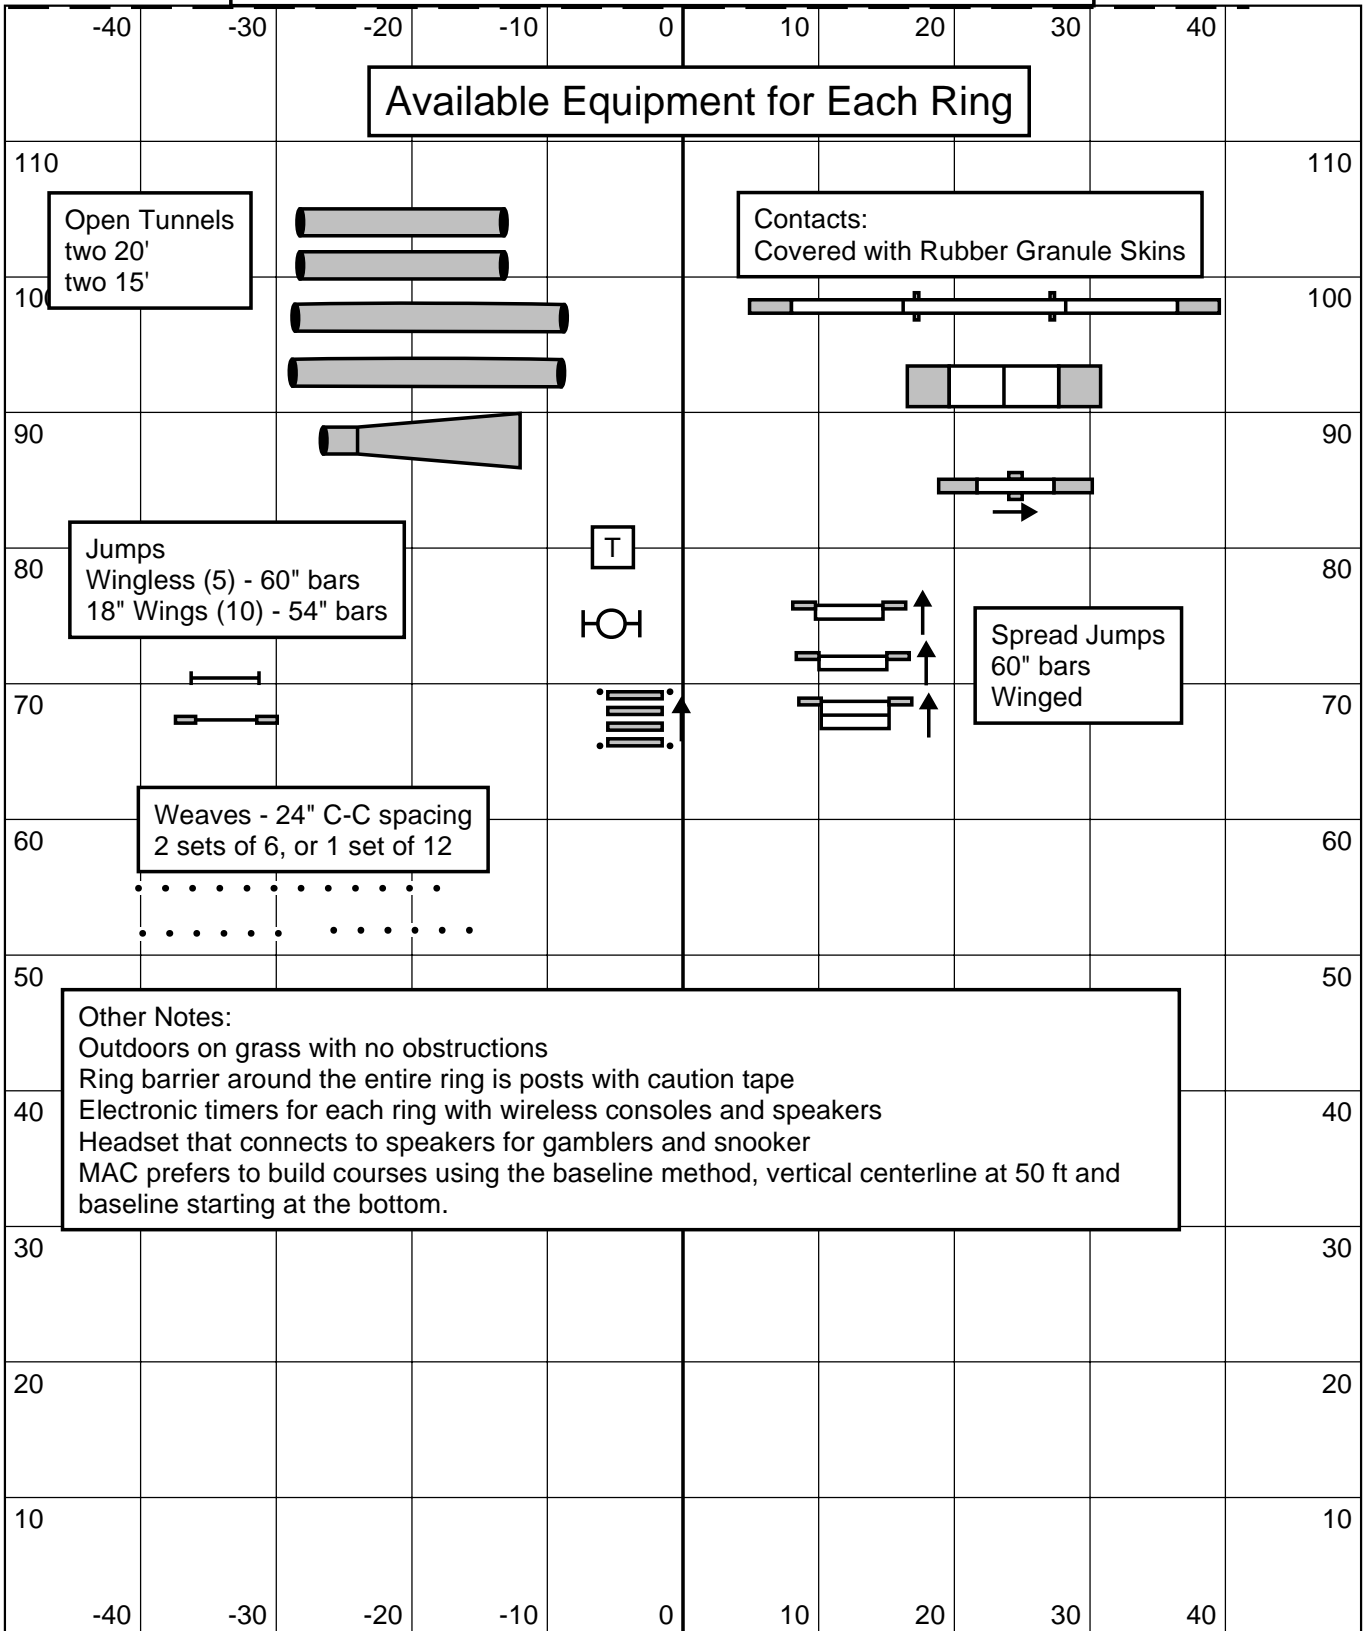 -40 -30 -20 -10 0 10 20 30 40
Available Equipment for Each Ring
110 110
Open Tunnels
two 20'
two 15'
Contacts:
Covered with Rubber Granule Skins
100 100
90 90
Jumps
Wingless (5) - 60" bars
18" Wings (10) - 54" bars
T
80 80
Spread Jumps
60" bars
Winged
70 70
Weaves - 24" C-C spacing
2 sets of 6, or 1 set of 12
60 60
50 50
Other Notes:
Outdoors on grass with no obstructions
Ring barrier around the entire ring is posts with caution tape
Electronic timers for each ring with wireless consoles and speakers
Headset that connects to speakers for gamblers and snooker
MAC prefers to build courses using the baseline method, vertical centerline at 50 ft and
baseline starting at the bottom.
40 40
30 30
20 20
10 10
-40 -30 -20 -10 0 10 20 30 40